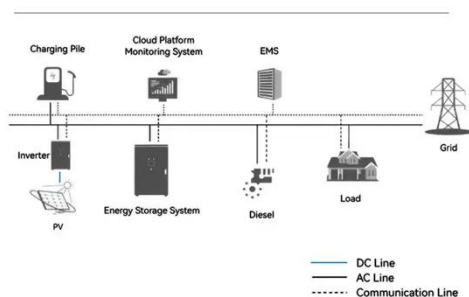 Charging Pile
Cloud Platform
Monitoring System
EMS
Grid
Inverter
PV
Energy Storage System
Diesel
Load
DC Line
AC Line
Communication Line